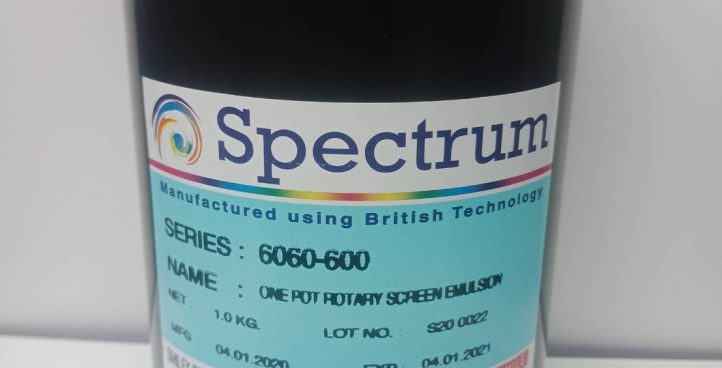 Spectrum
Manufactured using British Technology
SERIES : 6060-600
NAME : ONE POT ROTARY SCREEN EMULSION
NET : 1.0 KG. LOT NO. : S20 0022
MFG 04.01.2020 EXP 04.01.2021